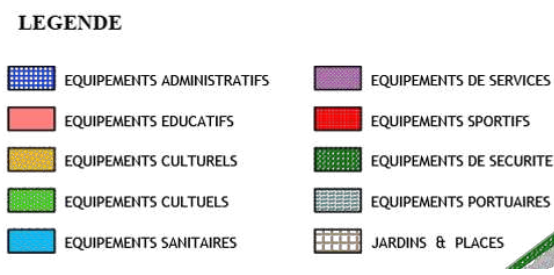 LEGENDE
EQUIPEMENTS ADMINISTRATIFS
EQUIPEMENTS EDUCATIFS
EQUIPEMENTS CULTURELS
EQUIPEMENTS CULTUELS
EQUIPEMENTS SANITAIRES
EQUIPEMENTS DE SERVICES
EQUIPEMENTS SPORTIFS
EQUIPEMENTS DE SECURITE
EQUIPEMENTS PORTUAIRES
JARDINS & PLACES